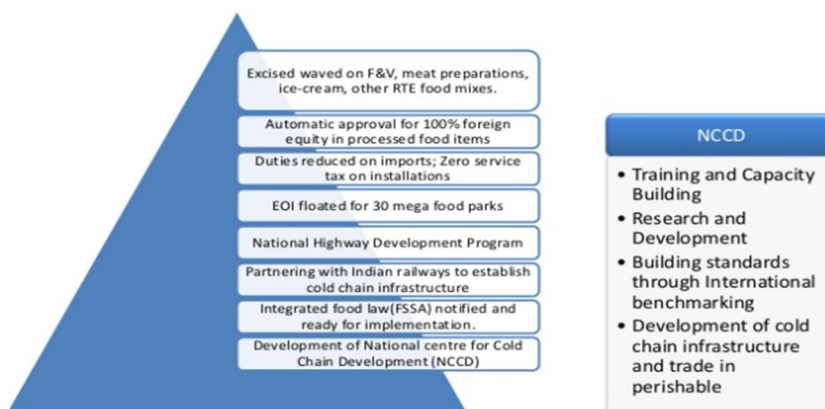 Excised waved on F&V, meat preparations,
ice-cream, other RTE food mixes.
Automatic approval for 100% foreign
equity in processed food items
Duties reduced on imports; Zero service
tax on installations
EOI floated for 30 mega food parks
National Highway Development Program
Partnering with Indian railways to establish
cold chain infrastructure
Integrated food law(FSSA) notified and
ready for implementation.
Development of National centre for Cold
Chain Development (NCCD)
NCCD
• Training and Capacity
Building
• Research and
Development
• Building standards
through International
benchmarking
• Development of cold
chain infrastructure
and trade in
perishable